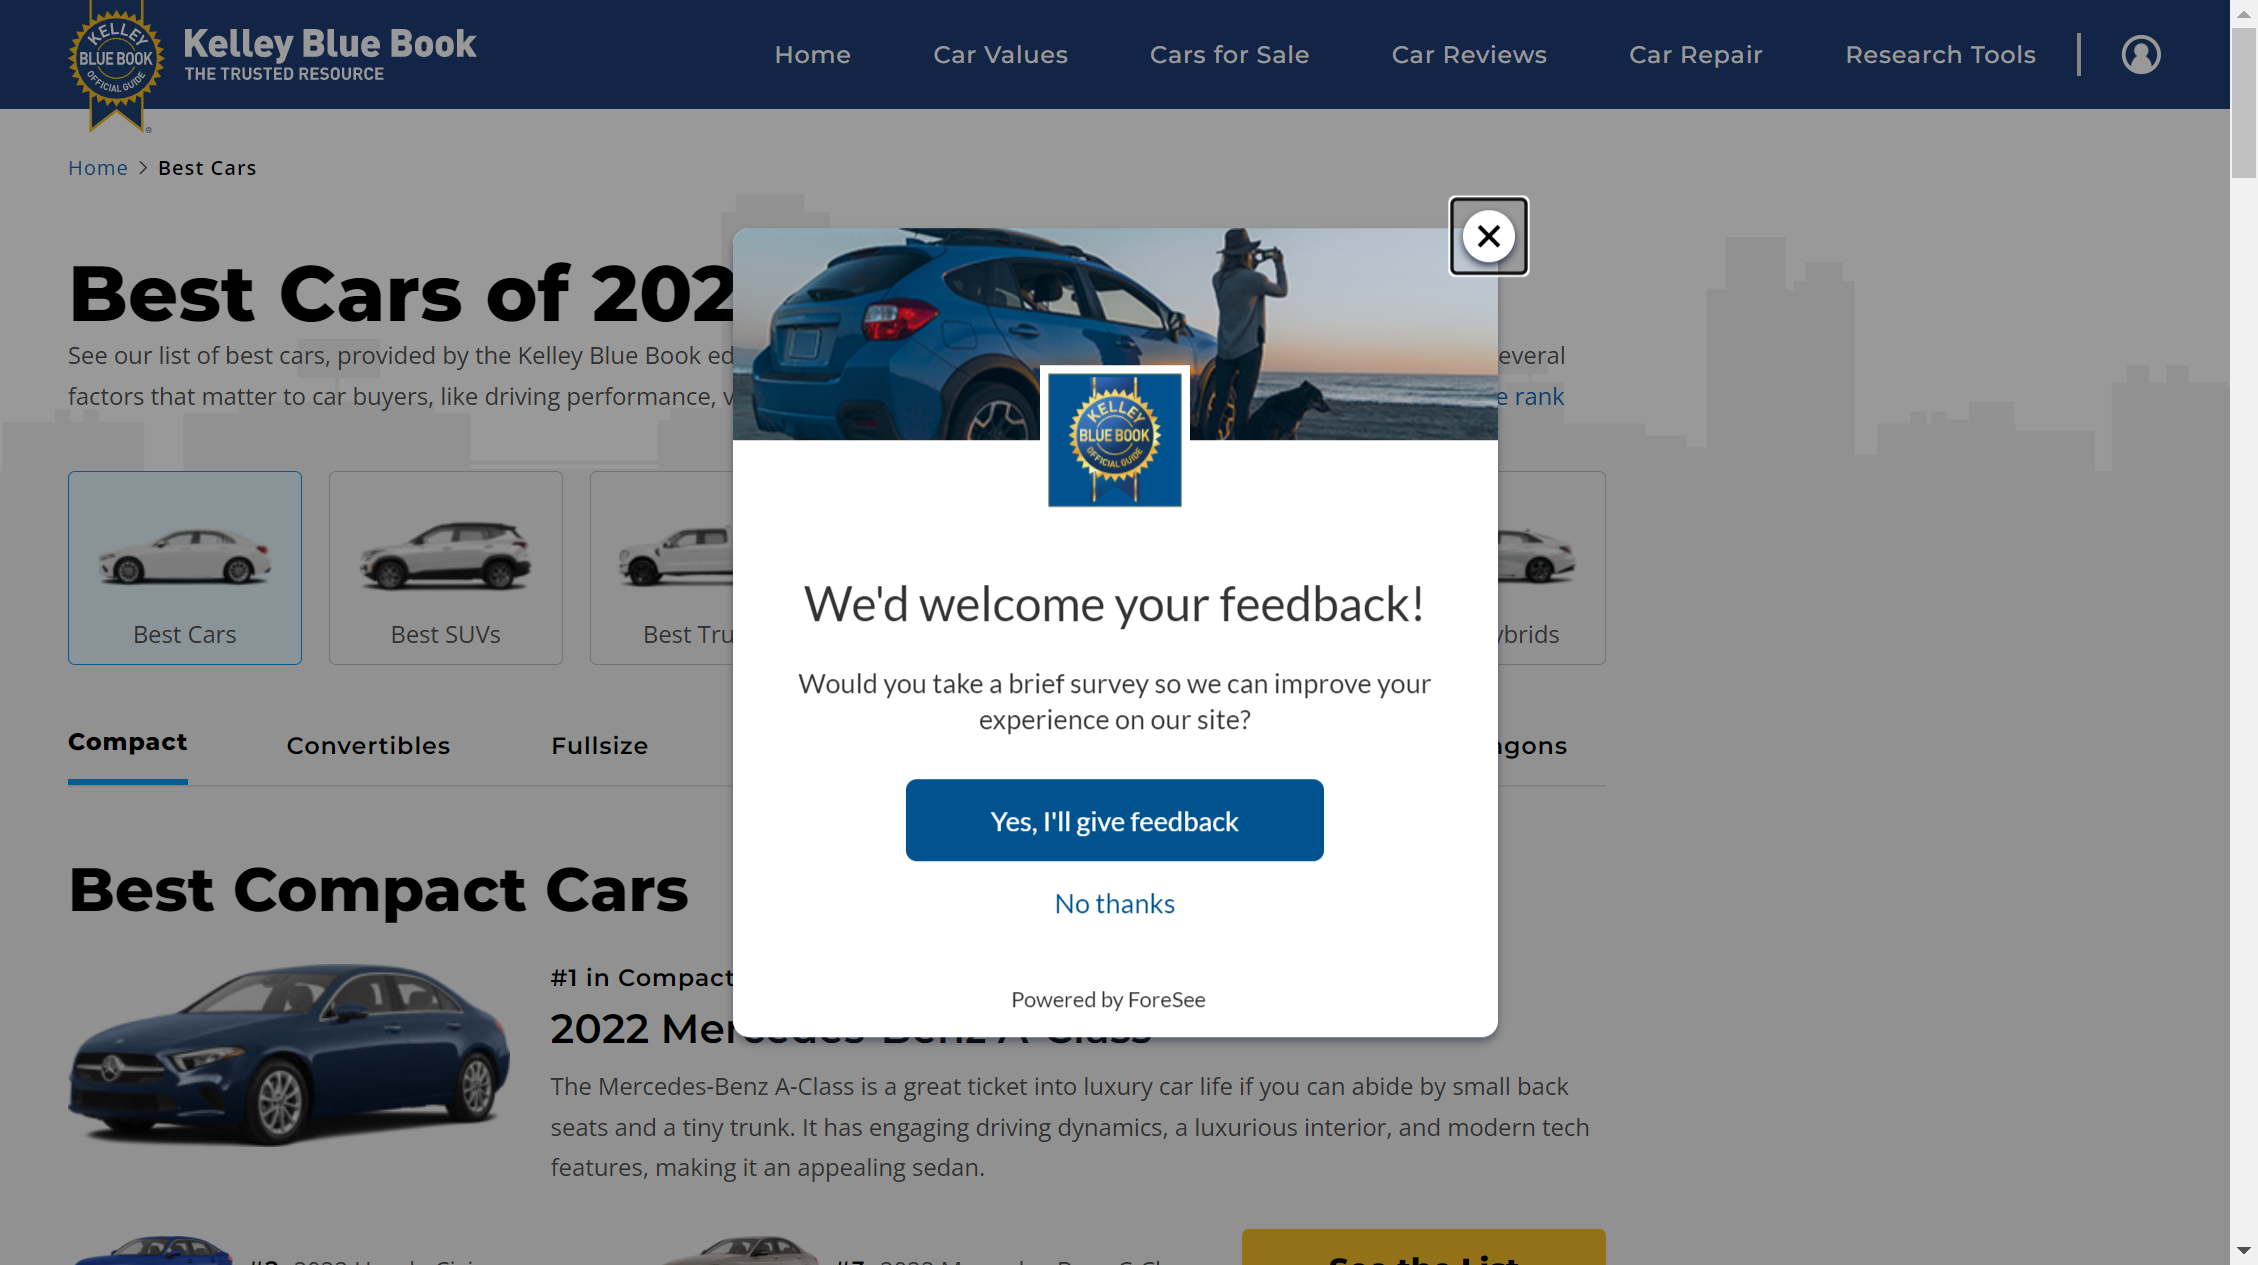 KELLEY
BLUE BOOK
OFFICIAL GUIDE
Kelley Blue Book
THE TRUSTED RESOURCE
Home
Car Values
Cars for Sale
Car Reviews
Car Repair
Research Tools
Home > Best Cars
Best Cars of 202
See our list of best cars, provided by the Kelley Blue Book ed
everal
factors that matter to car buyers, like driving performance, v
e rank
KELLEY
BLUE BOOK
OFFICIAL GUIDE
Best Cars
Best SUVs
Best Tru
ybrids
We'd welcome your feedback!
Would you take a brief survey so we can improve your
experience on our site?
Compact
Convertibles
Fullsize
agons
Yes, I'll give feedback
No thanks
Powered by ForeSee
Best Compact Cars
#1 in Compact
2022 Mercedes-Benz A-Class
The Mercedes-Benz A-Class is a great ticket into luxury car life if you can abide by small back
seats and a tiny trunk. It has engaging driving dynamics, a luxurious interior, and modern tech
features, making it an appealing sedan.
See the List